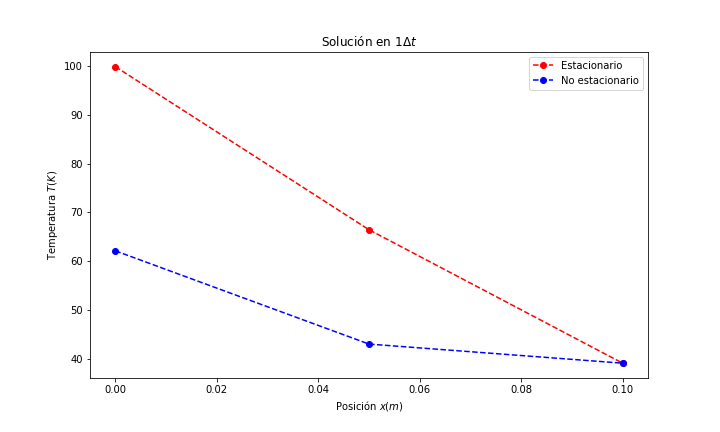 Solución en 1Δt
Estacionario
No estacionario
100
90
80
70
60
50
40
Temperatura T(K)
0.00
0.02
0.04
0.06
0.08
0.10
Posición x(m)